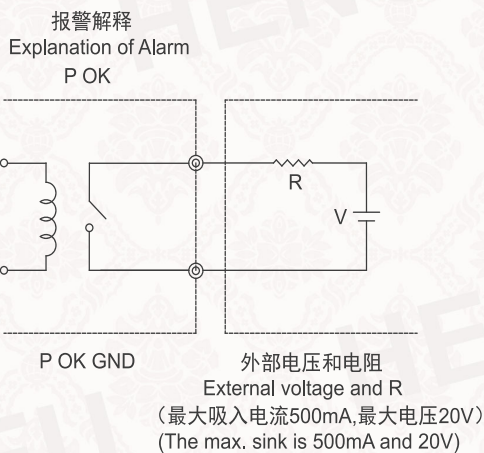 报警解释
Explanation of Alarm
P OK
R
V
P OK GND
外部电压和电阻
External voltage and R
（最大吸入电流500mA,最大电压20V）
(The max. sink is 500mA and 20V)